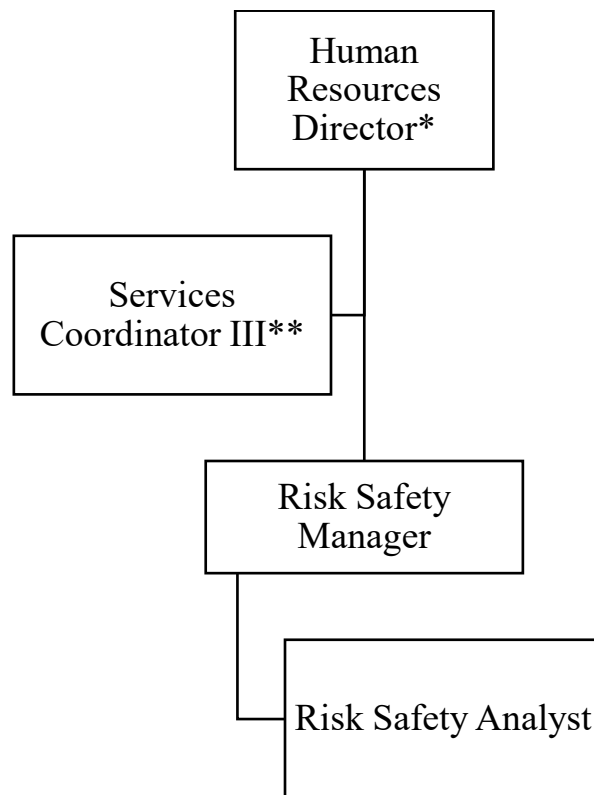 Human
Resources
Director*
Services
Coordinator III**
Risk Safety
Manager
Risk Safety Analyst